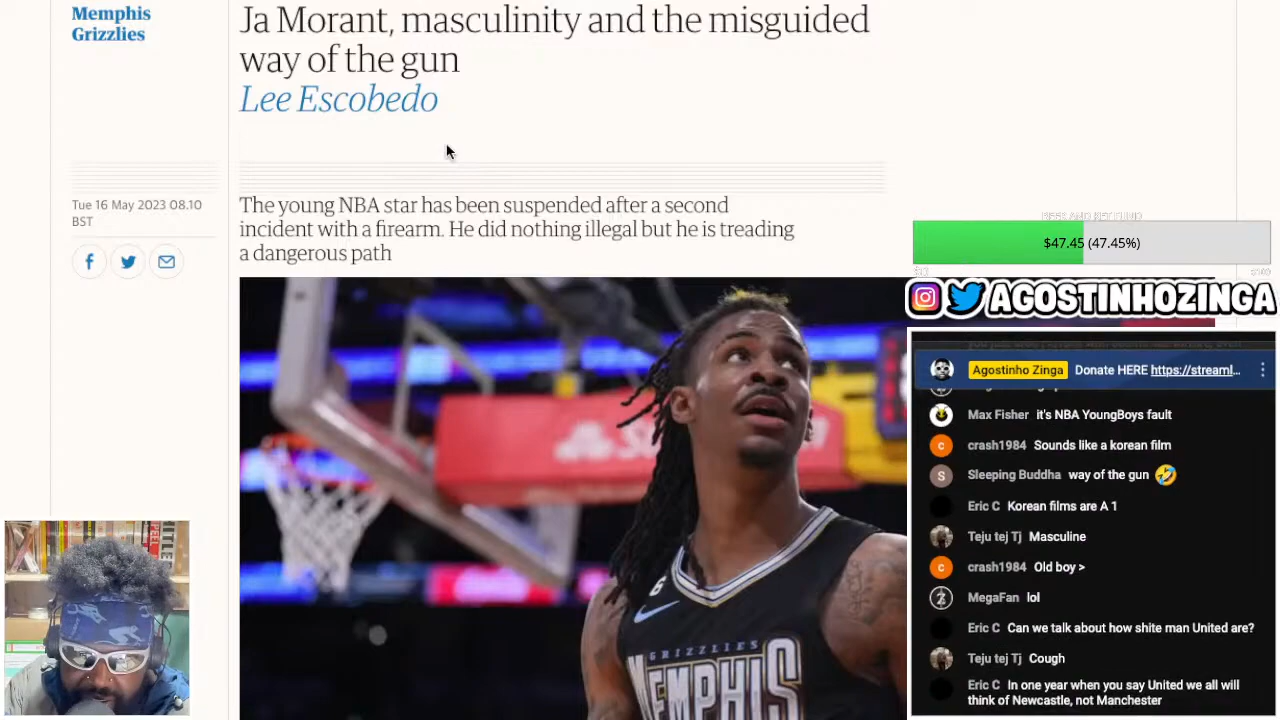 Memphis
Grizzlies
Ja Morant, masculinity and the misguided
way of the gun
Lee Escobedo
Tue 16 May 2023 08.10
BST
The young NBA star has been suspended after a second
incident with a firearm. He did nothing illegal but he is treading
a dangerous path
$47.45 (47.45%)
AGOSTINHOZINGA
Agostinho Zinga Donate HERE https://streaml...
Max Fisher it's NBA YoungBoys fault
crash1984 Sounds like a korean film
Sleeping Buddha way of the gun 🤣
Eric C Korean films are A 1
Teju tej Tj Masculine
crash1984 Old boy >
MegaFan lol
Eric C Can we talk about how shite man United are?
Teju tej Tj Cough
Eric C In one year when you say United we all will
think of Newcastle, not Manchester
GRIZZLIES
MEMPHIS
6